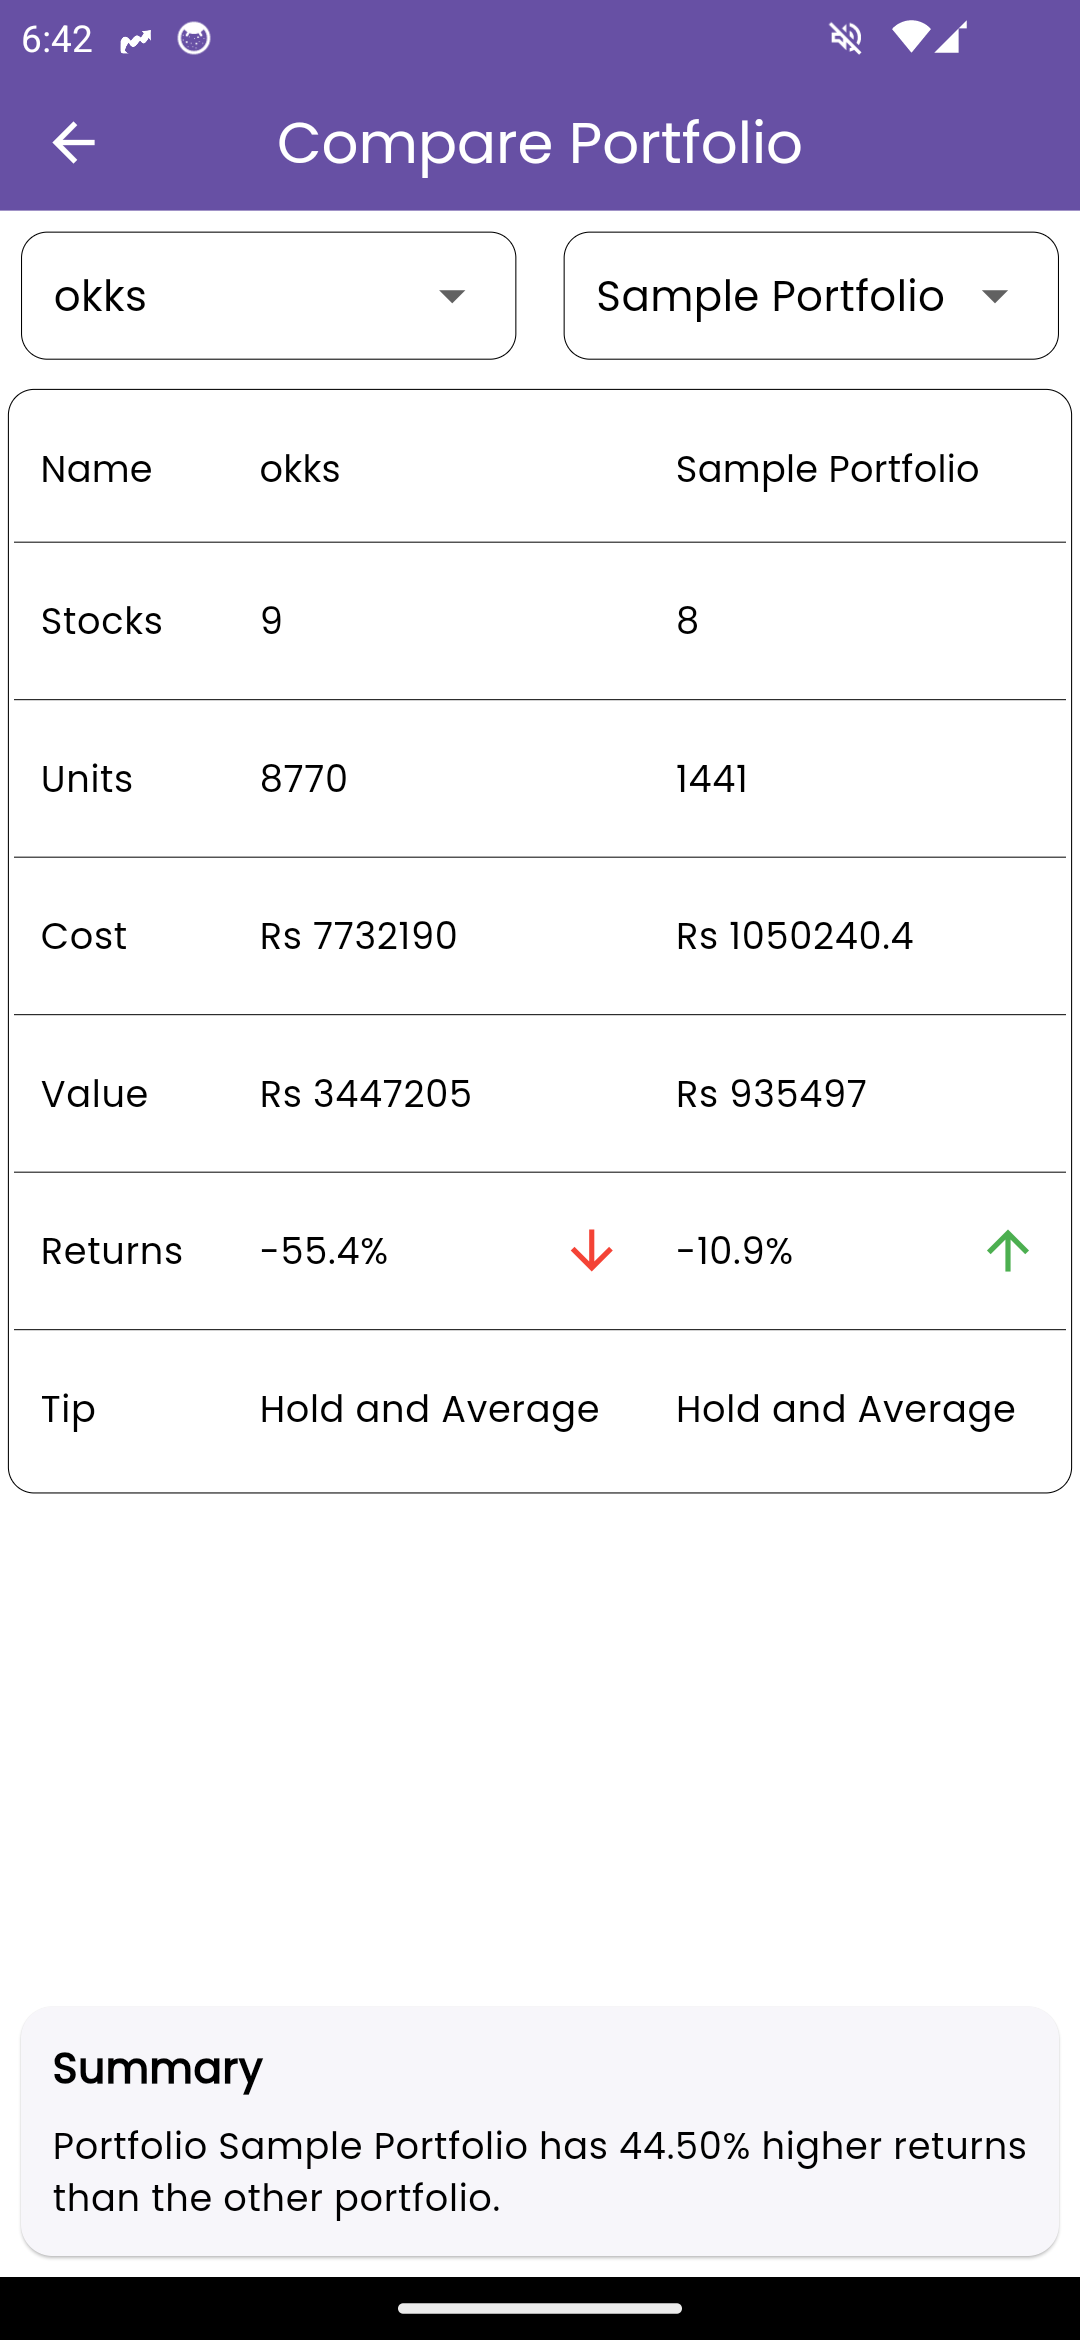 6:42
Compare Portfolio
okks
Sample Portfolio
Name okks Sample Portfolio
Stocks 9 8
Units 8770 1441
Cost Rs 7732190 Rs 1050240.4
Value Rs 3447205 Rs 935497
Returns -55.4% -10.9%
Tip Hold and Average Hold and Average
Summary
Portfolio Sample Portfolio has 44.50% higher returns
than the other portfolio.